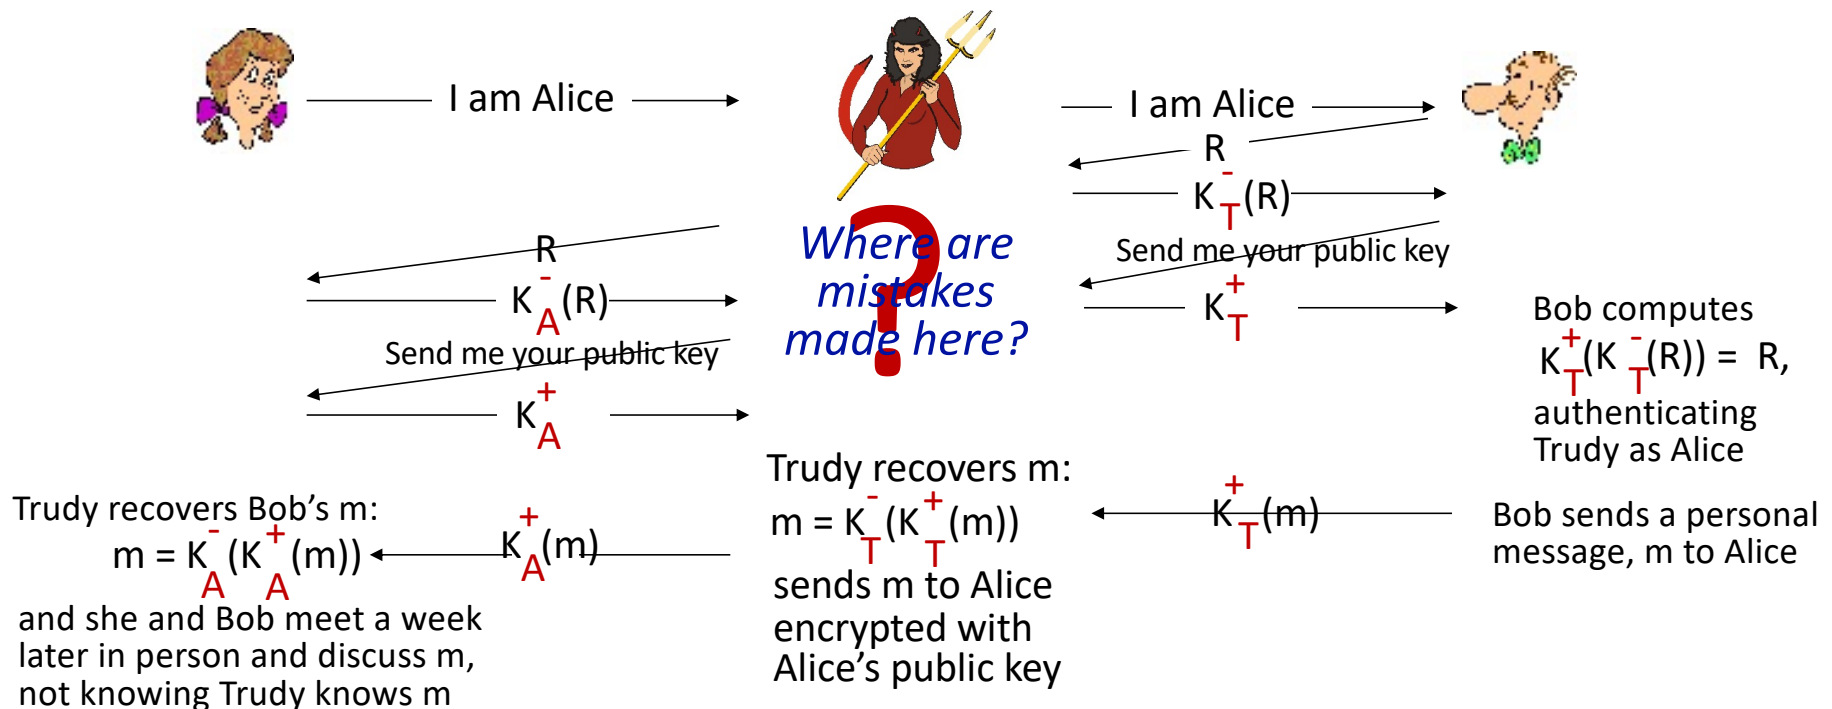 I am Alice
I am Alice
R
K-T(R)
Send me your public key
K+T
R
K-A(R)
Send me your public key
K+A
Where are
mistakes
made here?
?
Bob computes
K+T(K-T(R)) = R,
authenticating
Trudy as Alice
K+T(m)
Bob sends a personal
message, m to Alice
Trudy recovers m:
m = K-T(K+T(m))
sends m to Alice
encrypted with
Alice’s public key
K+A(m)
Trudy recovers Bob’s m:
m = K-A(K+A(m))
and she and Bob meet a week
later in person and discuss m,
not knowing Trudy knows m